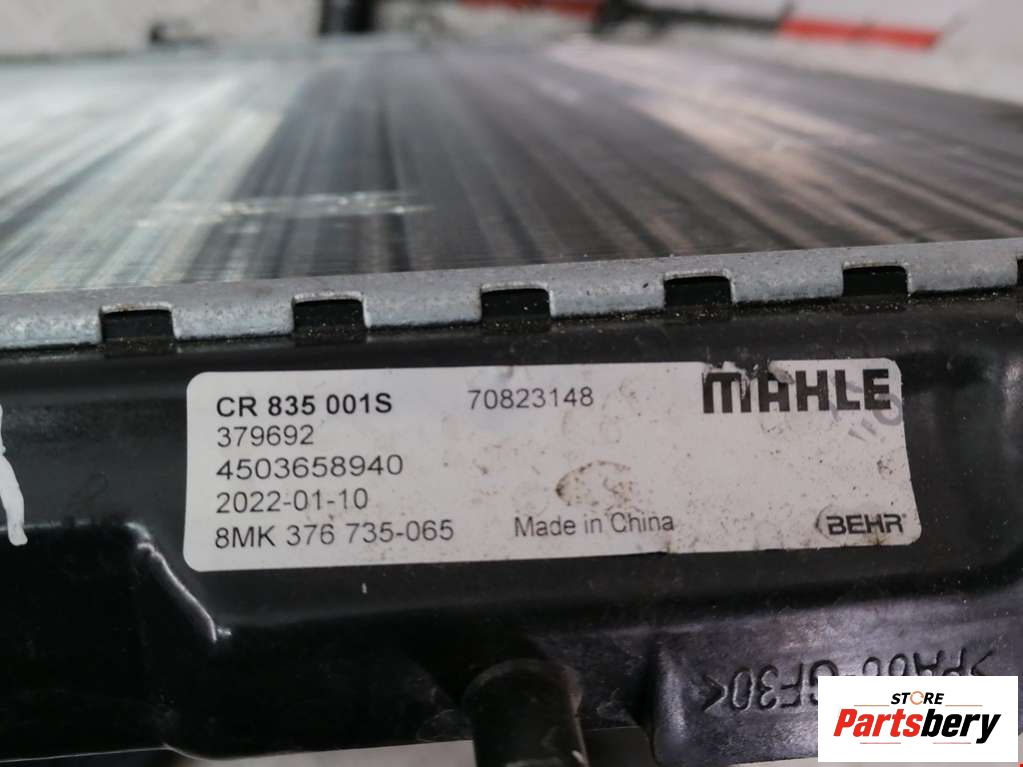 CR 835 001S 70823148 MAHLE
379692
4503658940
2022-01-10
8MK 376 735-065 Made in China BEHR
>PA66-GF30<
STORE
Partsbery